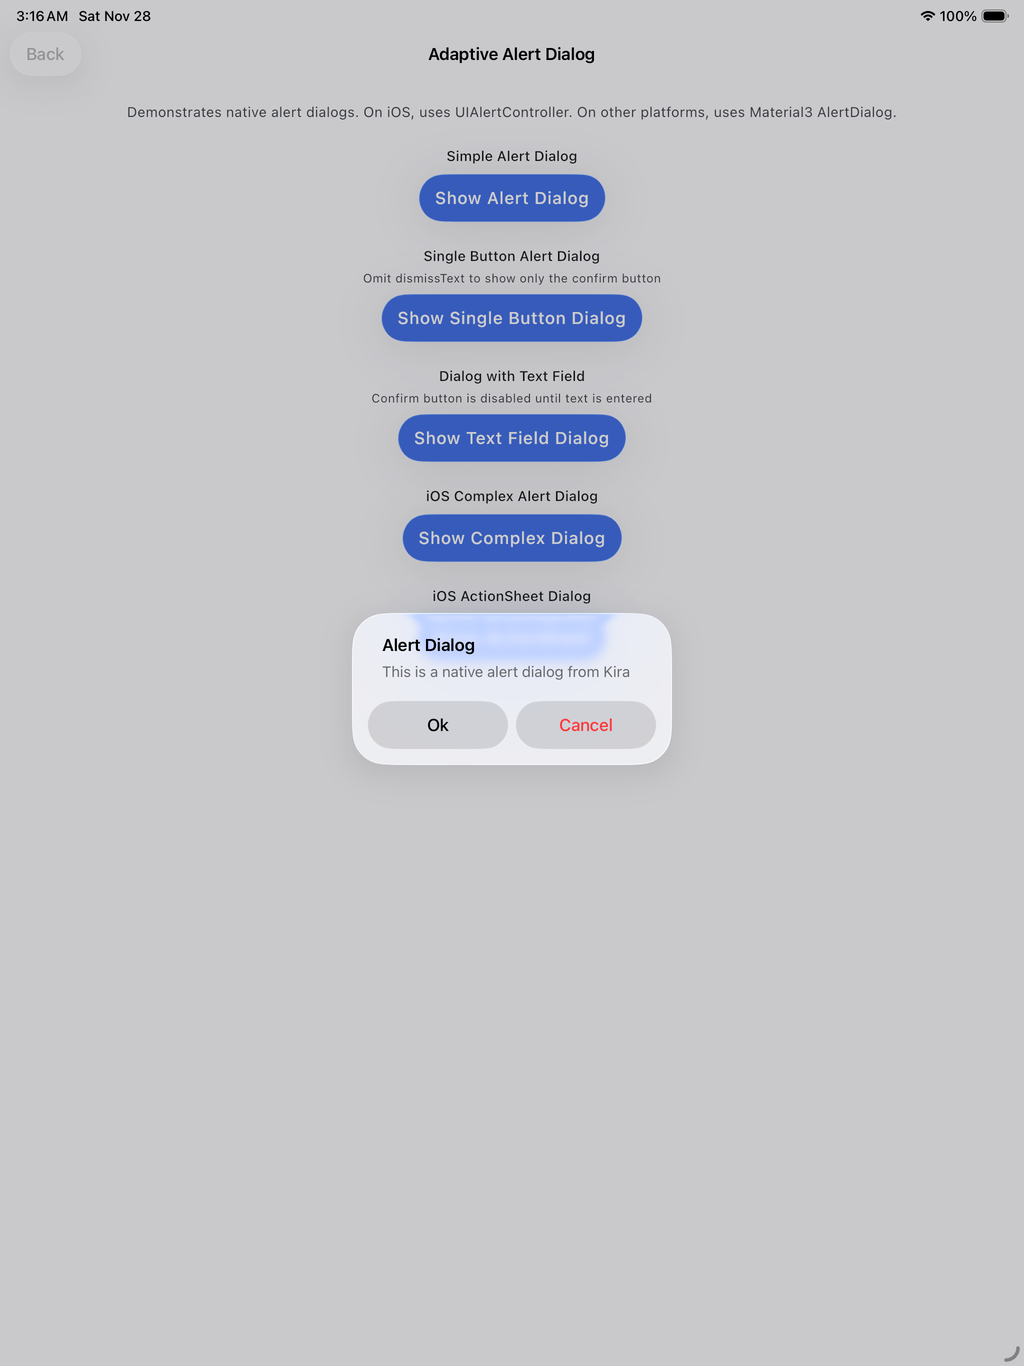 3:16 AM Sat Nov 28
100%
Back
Adaptive Alert Dialog
Demonstrates native alert dialogs. On iOS, uses UIAlertController. On other platforms, uses Material3 AlertDialog.
Simple Alert Dialog
Show Alert Dialog
Single Button Alert Dialog
Omit dismissText to show only the confirm button
Show Single Button Dialog
Dialog with Text Field
Confirm button is disabled until text is entered
Show Text Field Dialog
iOS Complex Alert Dialog
Show Complex Dialog
iOS ActionSheet Dialog
Alert Dialog
This is a native alert dialog from Kira
Ok
Cancel